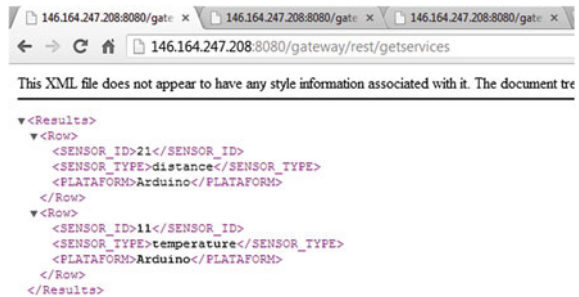 146.164.247.208:8080/gate × 146.164.247.208:8080/gate × 146.164.247.208:8080/gate ×
146.164.247.208:8080/gateway/rest/getservices
This XML file does not appear to have any style information associated with it. The document tre
▼<Results>
▼<Row>
<SENSOR_ID>21</SENSOR_ID>
<SENSOR_TYPE>distance</SENSOR_TYPE>
<PLATAFORM>Arduino</PLATAFORM>
</Row>
▼<Row>
<SENSOR_ID>11</SENSOR_ID>
<SENSOR_TYPE>temperature</SENSOR_TYPE>
<PLATAFORM>Arduino</PLATAFORM>
</Row>
</Results>